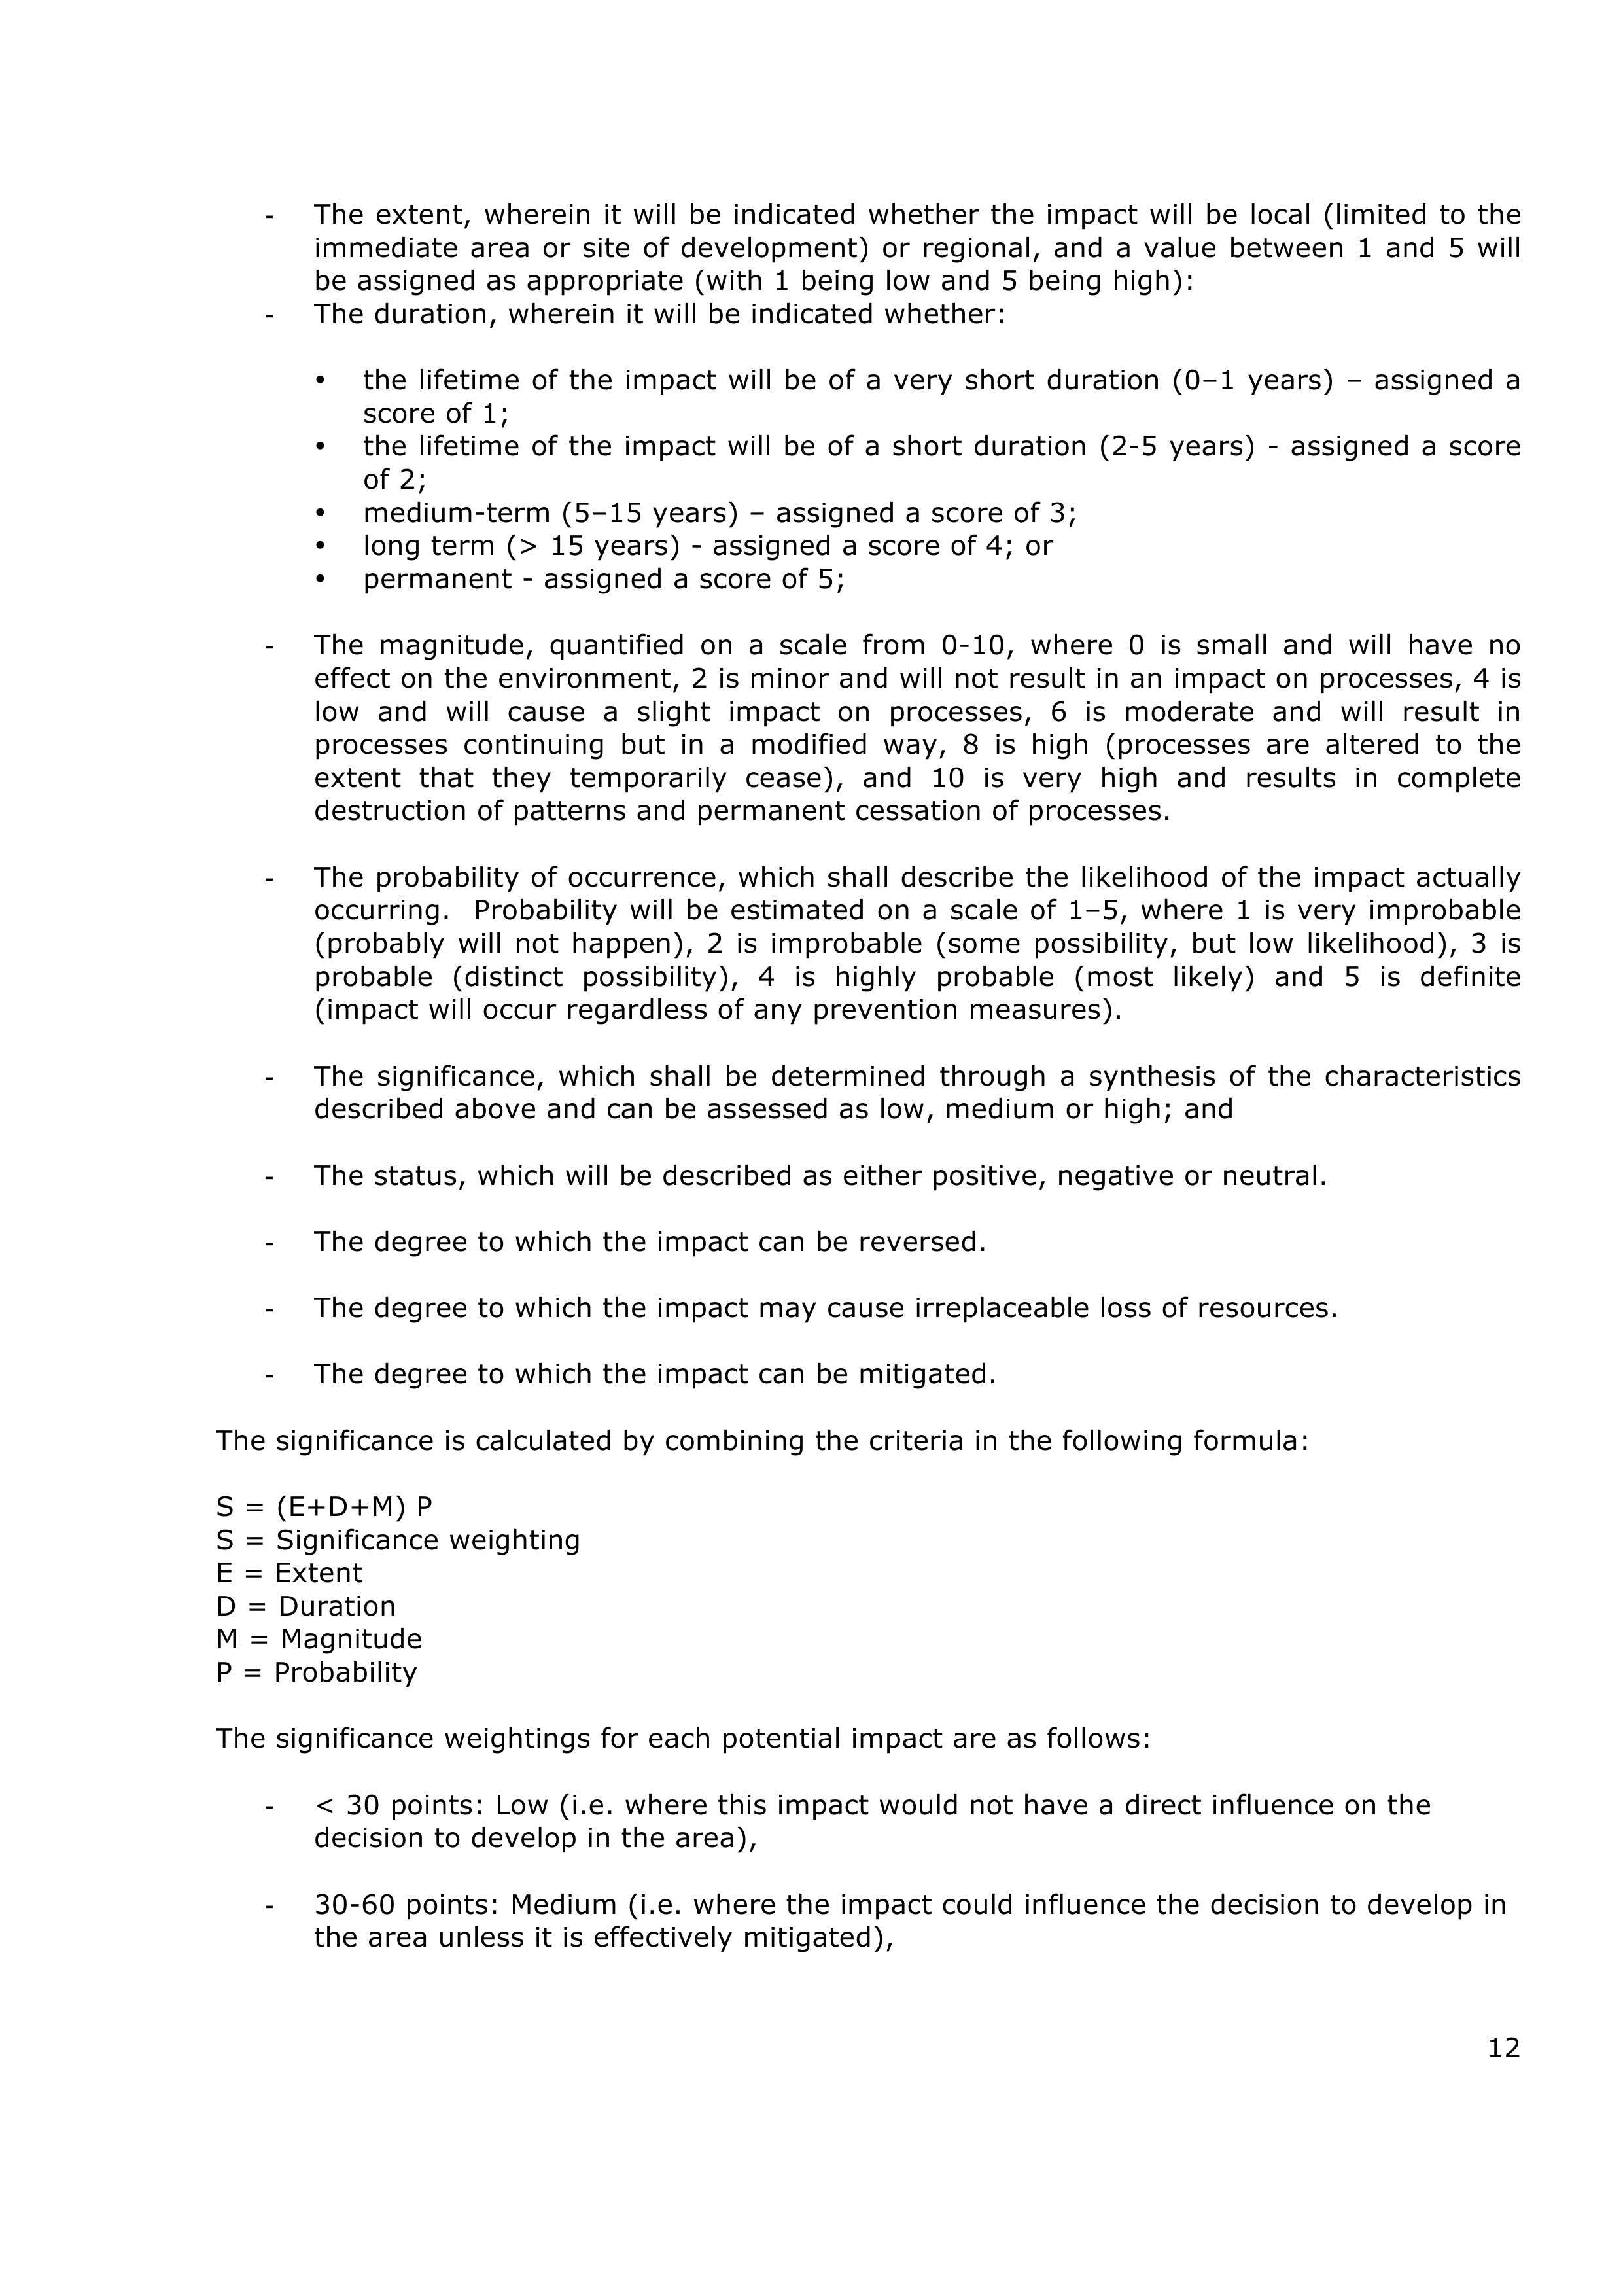 - The extent, wherein it will be indicated whether the impact will be local (limited to the
immediate area or site of development) or regional, and a value between 1 and 5 will
be assigned as appropriate (with 1 being low and 5 being high):
- The duration, wherein it will be indicated whether:
• the lifetime of the impact will be of a very short duration (0–1 years) – assigned a
score of 1;
• the lifetime of the impact will be of a short duration (2-5 years) - assigned a score
of 2;
• medium-term (5–15 years) – assigned a score of 3;
• long term (> 15 years) - assigned a score of 4; or
• permanent - assigned a score of 5;
- The magnitude, quantified on a scale from 0-10, where 0 is small and will have no
effect on the environment, 2 is minor and will not result in an impact on processes, 4 is
low and will cause a slight impact on processes, 6 is moderate and will result in
processes continuing but in a modified way, 8 is high (processes are altered to the
extent that they temporarily cease), and 10 is very high and results in complete
destruction of patterns and permanent cessation of processes.
- The probability of occurrence, which shall describe the likelihood of the impact actually
occurring. Probability will be estimated on a scale of 1–5, where 1 is very improbable
(probably will not happen), 2 is improbable (some possibility, but low likelihood), 3 is
probable (distinct possibility), 4 is highly probable (most likely) and 5 is definite
(impact will occur regardless of any prevention measures).
- The significance, which shall be determined through a synthesis of the characteristics
described above and can be assessed as low, medium or high; and
- The status, which will be described as either positive, negative or neutral.
- The degree to which the impact can be reversed.
- The degree to which the impact may cause irreplaceable loss of resources.
- The degree to which the impact can be mitigated.
The significance is calculated by combining the criteria in the following formula:
S = (E+D+M) P
S = Significance weighting
E = Extent
D = Duration
M = Magnitude
P = Probability
The significance weightings for each potential impact are as follows:
- < 30 points: Low (i.e. where this impact would not have a direct influence on the
decision to develop in the area),
- 30-60 points: Medium (i.e. where the impact could influence the decision to develop in
the area unless it is effectively mitigated),
12